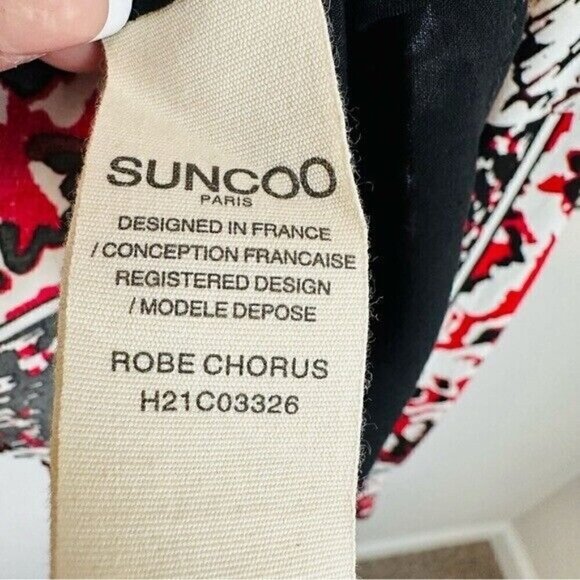 SUNCOO
PARIS
DESIGNED IN FRANCE
/ CONCEPTION FRANCAISE
REGISTERED DESIGN
/ MODELE DEPOSE
ROBE CHORUS
H21C03326